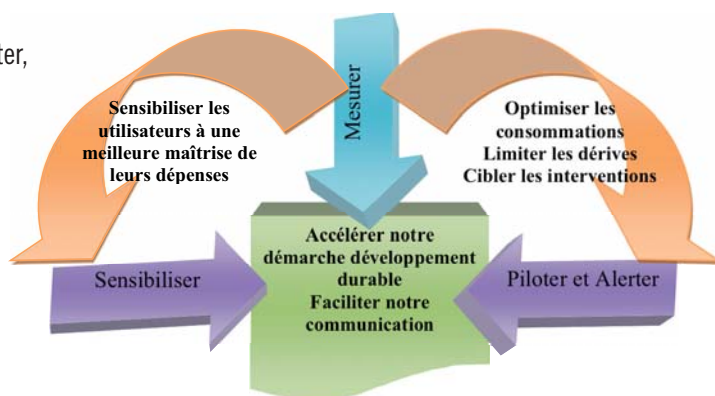 ter,
Mesurer
Sensibiliser les
utilisateurs à une
meilleure maîtrise de
leurs dépenses
Optimiser les
consommations
Limiter les dérives
Cibler les interventions
Accélérer notre
démarche développement
durable
Faciliter notre
communication
Sensibiliser
Piloter et Alerter